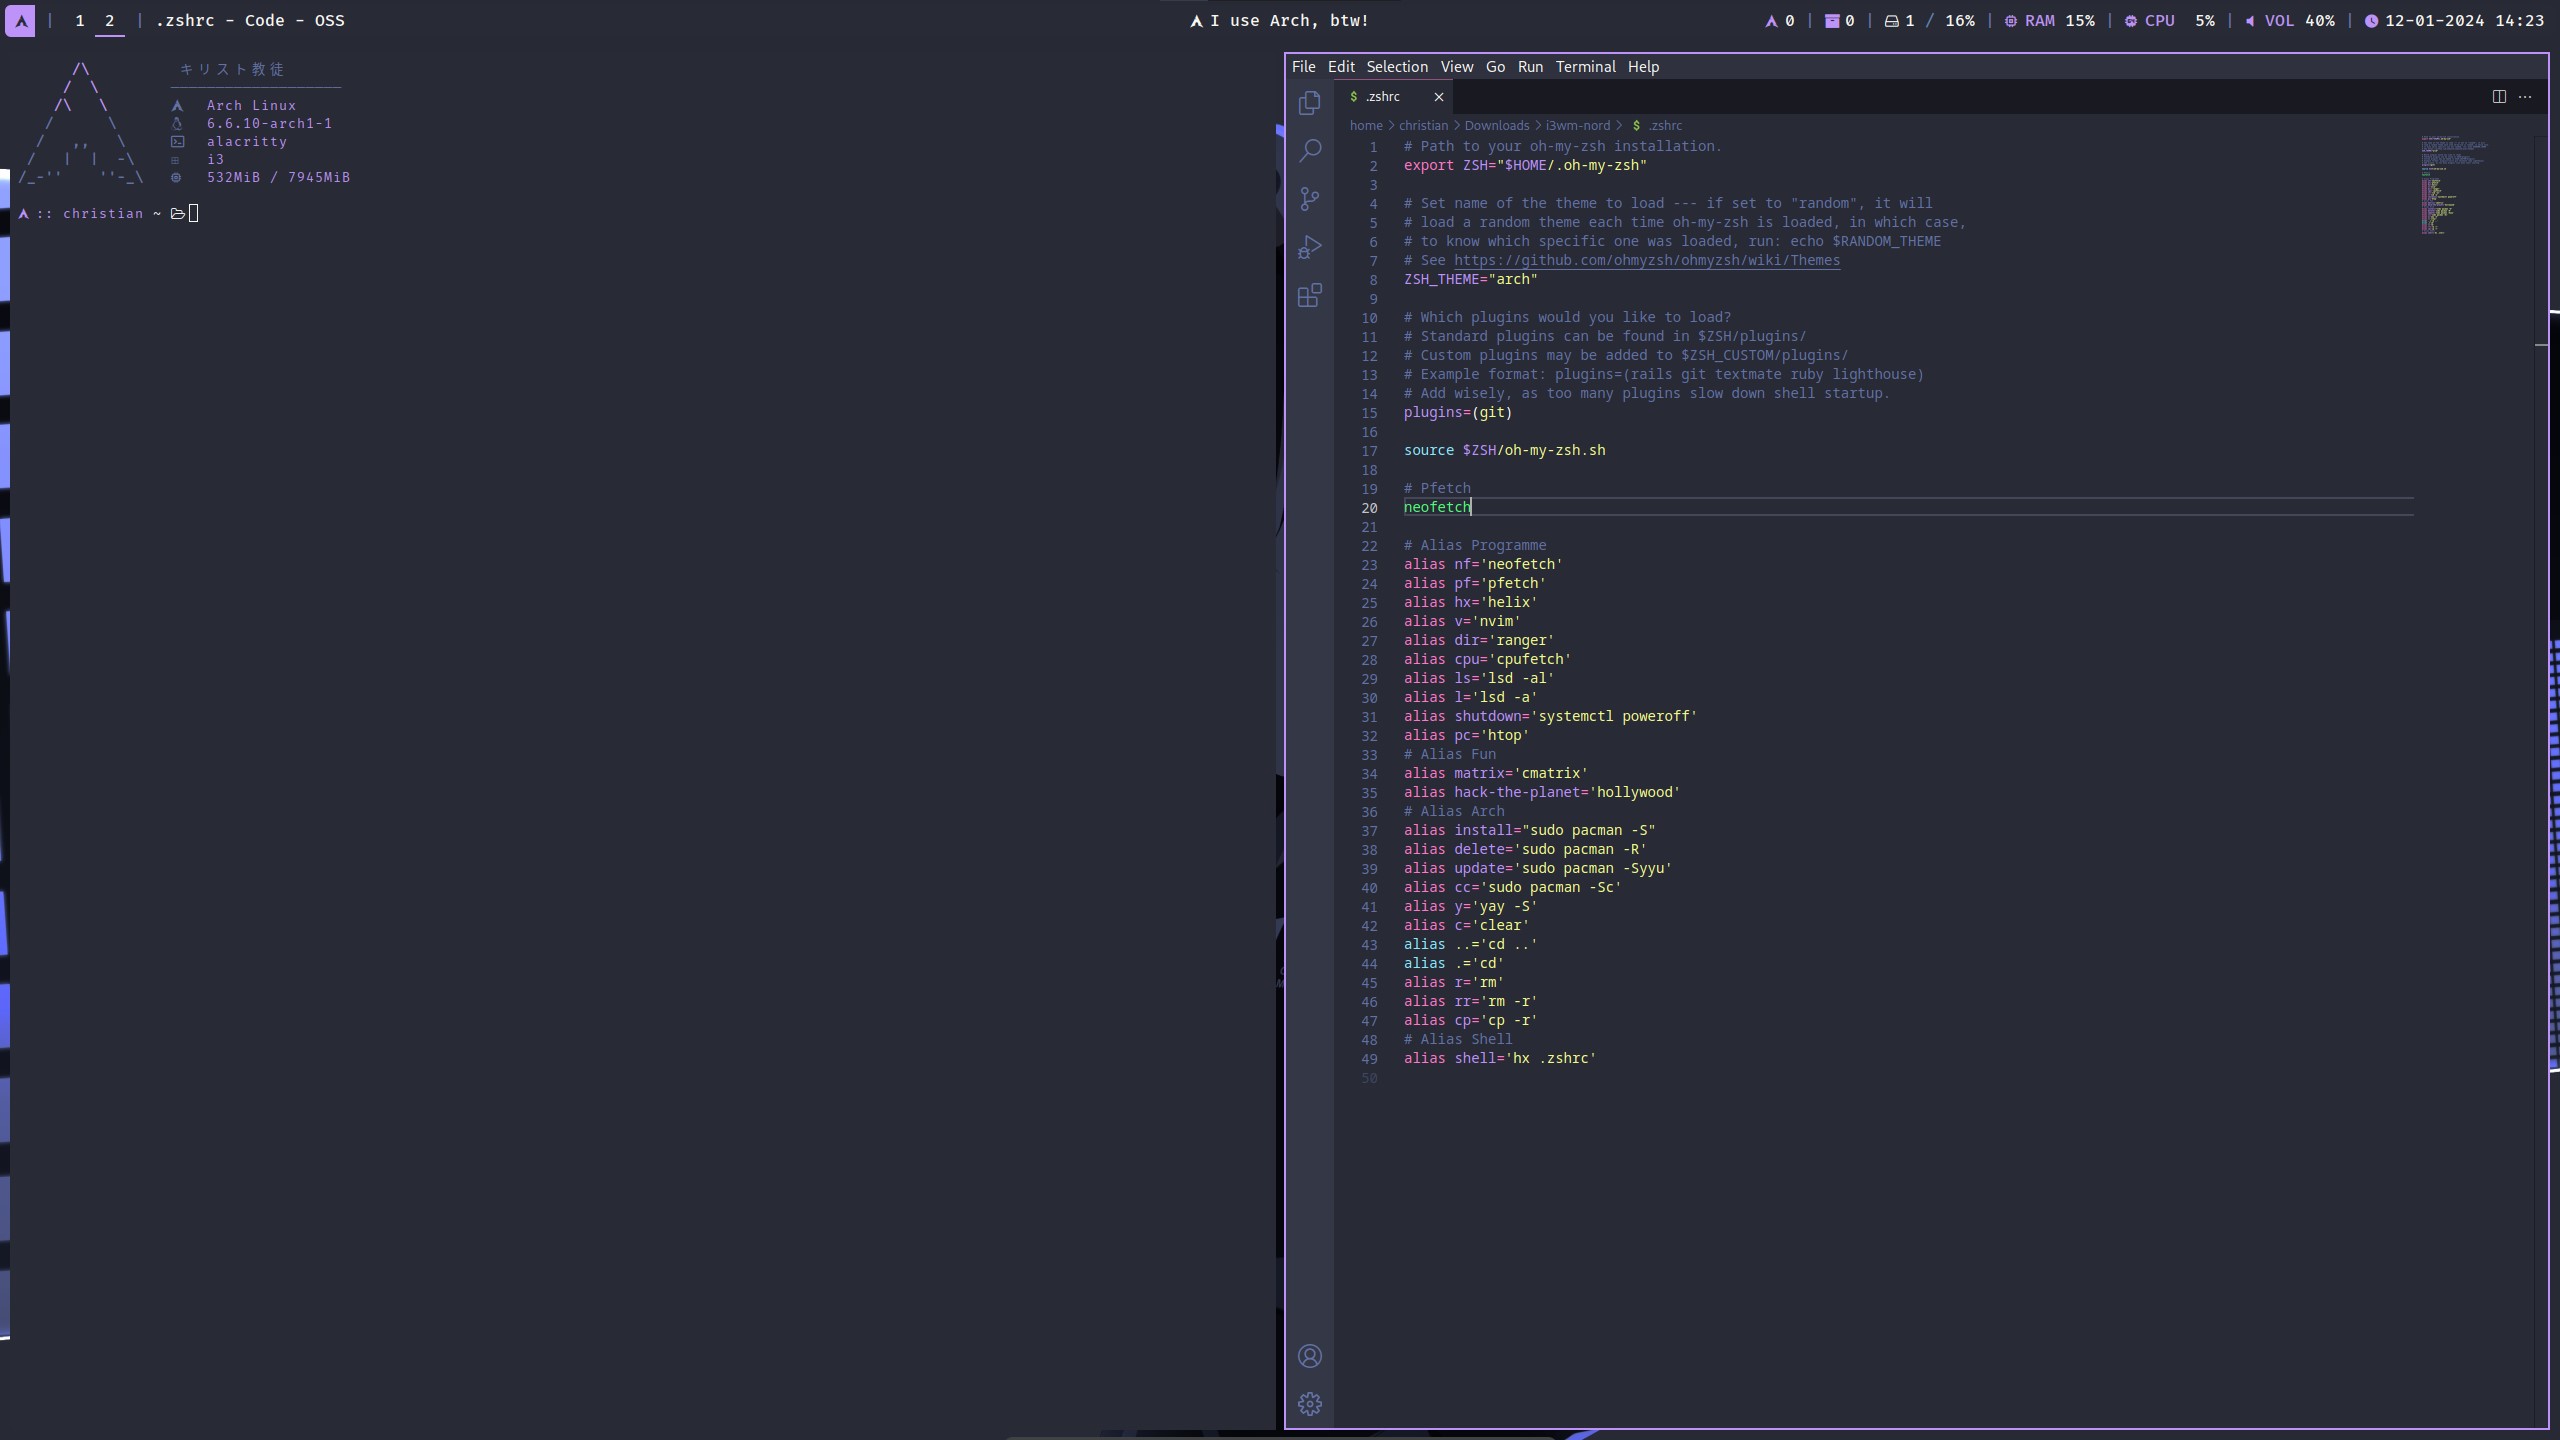 1 2 .zshrc - Code - OSS
I use Arch, btw!
0 | 0 | 1 / 16% | RAM 15% | CPU 5% | VOL 40% | 12-01-2024 14:23
キリスト教徒
Arch Linux
6.6.10-arch1-1
alacritty
i3
532MiB / 7945MiB
:: christian ~
File Edit Selection View Go Run Terminal Help
$ .zshrc
home > christian > Downloads > i3wm-nord > $ .zshrc
1 # Path to your oh-my-zsh installation.
2 export ZSH="$HOME/.oh-my-zsh"
3
4 # Set name of the theme to load --- if set to "random", it will
5 # load a random theme each time oh-my-zsh is loaded, in which case,
6 # to know which specific one was loaded, run: echo $RANDOM_THEME
7 # See https://github.com/ohmyzsh/ohmyzsh/wiki/Themes
8 ZSH_THEME="arch"
9
10 # Which plugins would you like to load?
11 # Standard plugins can be found in $ZSH/plugins/
12 # Custom plugins may be added to $ZSH_CUSTOM/plugins/
13 # Example format: plugins=(rails git textmate ruby lighthouse)
14 # Add wisely, as too many plugins slow down shell startup.
15 plugins=(git)
16
17 source $ZSH/oh-my-zsh.sh
18
19 # Pfetch
20 neofetch
21
22 # Alias Programme
23 alias nf='neofetch'
24 alias pf='pfetch'
25 alias hx='helix'
26 alias v='nvim'
27 alias dir='ranger'
28 alias cpu='cpufetch'
29 alias ls='lsd -al'
30 alias l='lsd -a'
31 alias shutdown='systemctl poweroff'
32 alias pc='htop'
33 # Alias Fun
34 alias matrix='cmatrix'
35 alias hack-the-planet='hollywood'
36 # Alias Arch
37 alias install="sudo pacman -S"
38 alias delete='sudo pacman -R'
39 alias update='sudo pacman -Syyu'
40 alias cc='sudo pacman -Sc'
41 alias y='yay -S'
42 alias c='clear'
43 alias ..='cd ..'
44 alias .='cd'
45 alias r='rm'
46 alias rr='rm -r'
47 alias cp='cp -r'
48 # Alias Shell
49 alias shell='hx .zshrc'
50